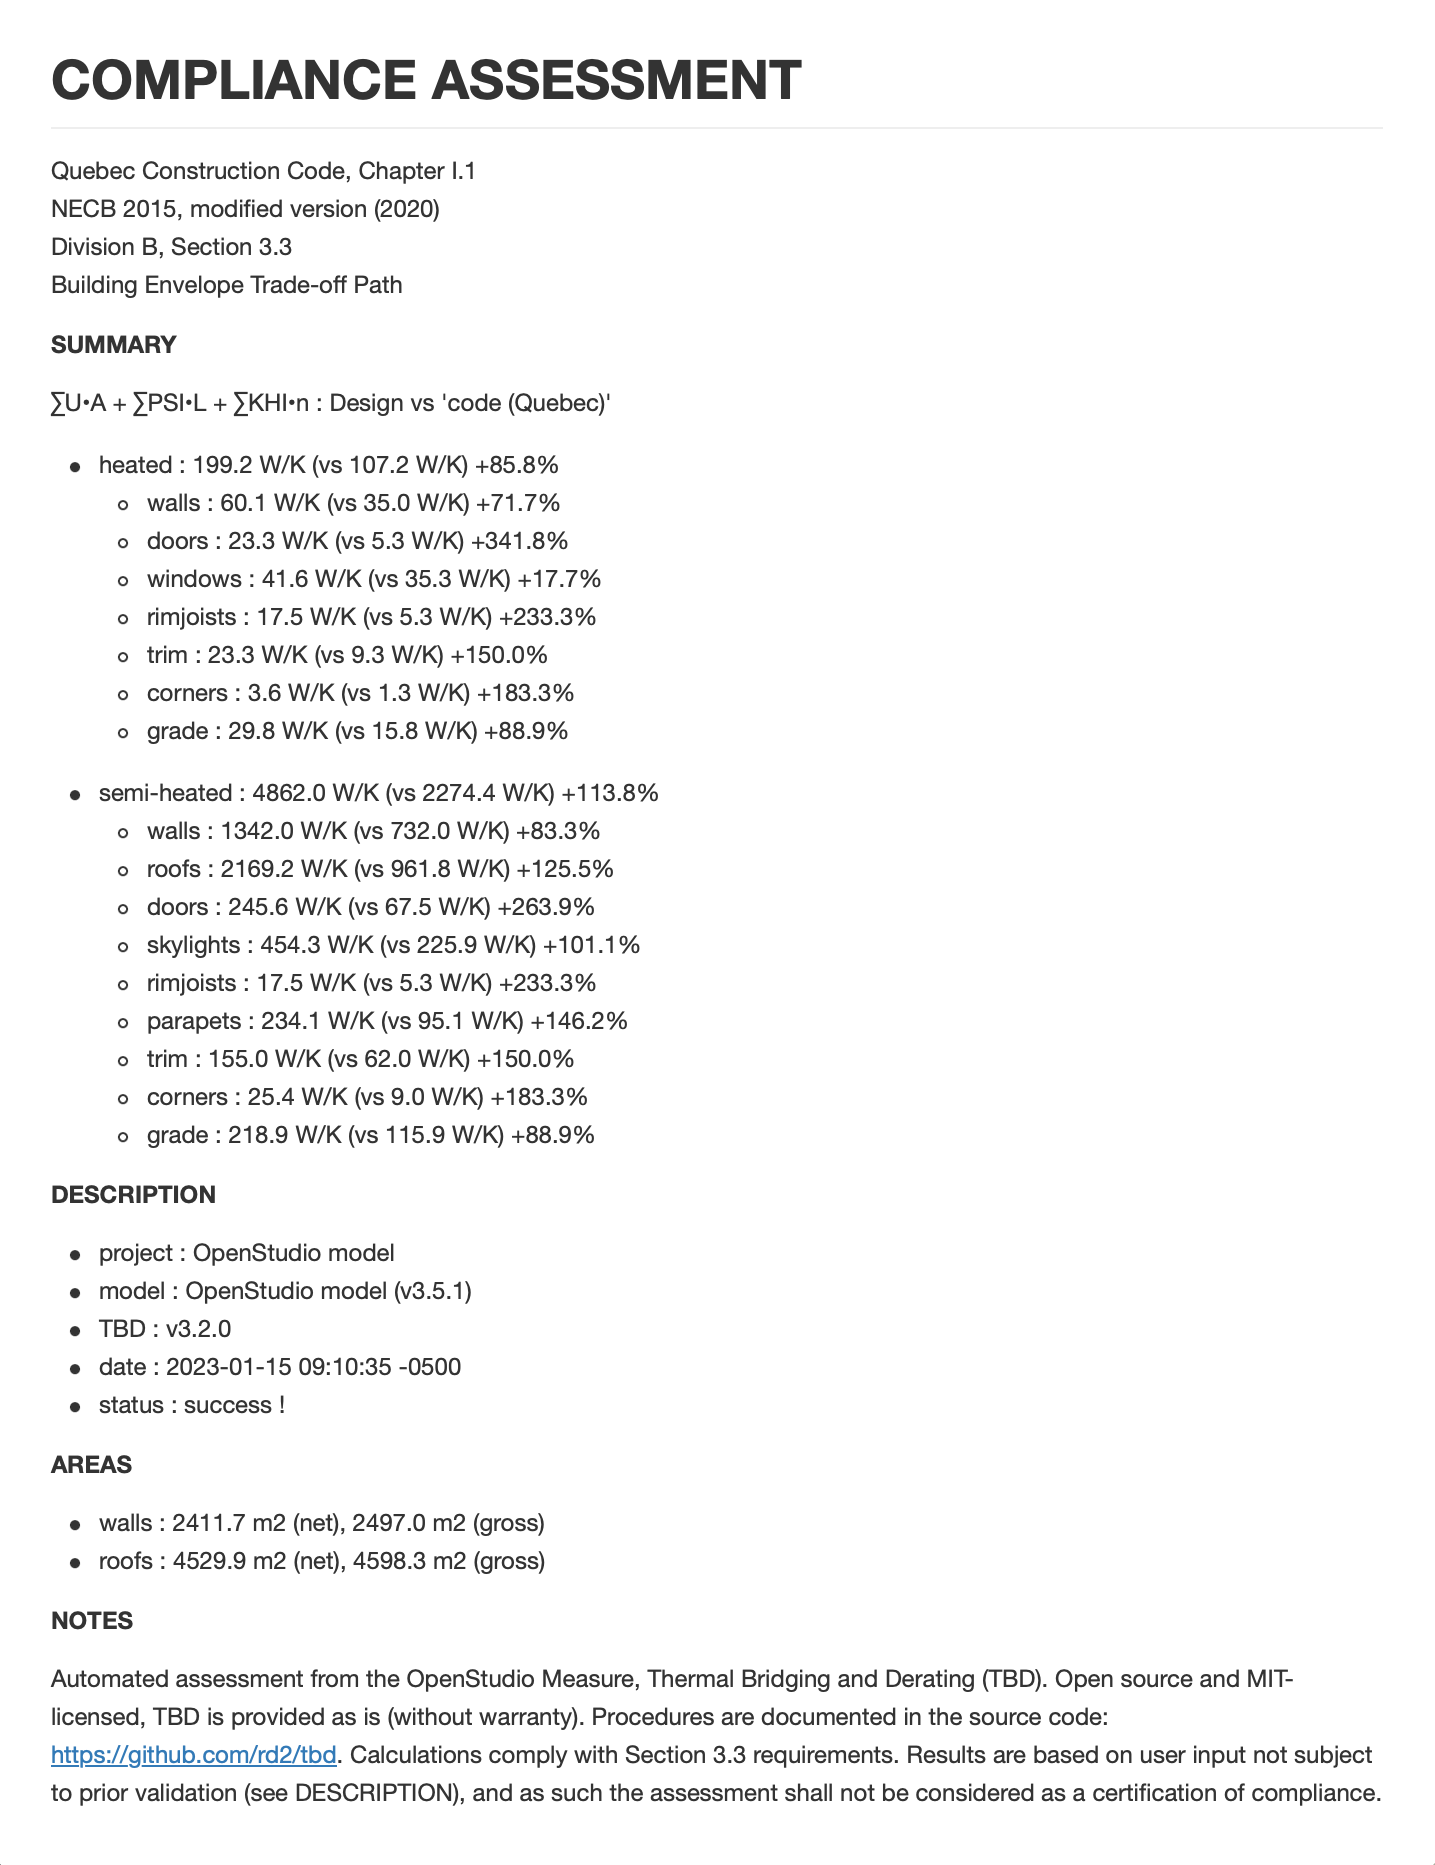 COMPLIANCE ASSESSMENT
Quebec Construction Code, Chapter I.1
NECB 2015, modified version (2020)
Division B, Section 3.3
Building Envelope Trade-off Path
SUMMARY
∑U•A + ∑PSI•L + ∑KHI•n : Design vs 'code (Quebec)'
heated : 199.2 W/K (vs 107.2 W/K) +85.8%
walls : 60.1 W/K (vs 35.0 W/K) +71.7%
doors : 23.3 W/K (vs 5.3 W/K) +341.8%
windows : 41.6 W/K (vs 35.3 W/K) +17.7%
rimjoists : 17.5 W/K (vs 5.3 W/K) +233.3%
trim : 23.3 W/K (vs 9.3 W/K) +150.0%
corners : 3.6 W/K (vs 1.3 W/K) +183.3%
grade : 29.8 W/K (vs 15.8 W/K) +88.9%
semi-heated : 4862.0 W/K (vs 2274.4 W/K) +113.8%
walls : 1342.0 W/K (vs 732.0 W/K) +83.3%
roofs : 2169.2 W/K (vs 961.8 W/K) +125.5%
doors : 245.6 W/K (vs 67.5 W/K) +263.9%
skylights : 454.3 W/K (vs 225.9 W/K) +101.1%
rimjoists : 17.5 W/K (vs 5.3 W/K) +233.3%
parapets : 234.1 W/K (vs 95.1 W/K) +146.2%
trim : 155.0 W/K (vs 62.0 W/K) +150.0%
corners : 25.4 W/K (vs 9.0 W/K) +183.3%
grade : 218.9 W/K (vs 115.9 W/K) +88.9%
DESCRIPTION
project : OpenStudio model
model : OpenStudio model (v3.5.1)
TBD : v3.2.0
date : 2023-01-15 09:10:35 -0500
status : success !
AREAS
walls : 2411.7 m2 (net), 2497.0 m2 (gross)
roofs : 4529.9 m2 (net), 4598.3 m2 (gross)
NOTES
Automated assessment from the OpenStudio Measure, Thermal Bridging and Derating (TBD). Open source and MIT-
licensed, TBD is provided as is (without warranty). Procedures are documented in the source code:
https://github.com/rd2/tbd. Calculations comply with Section 3.3 requirements. Results are based on user input not subject
to prior validation (see DESCRIPTION), and as such the assessment shall not be considered as a certification of compliance.